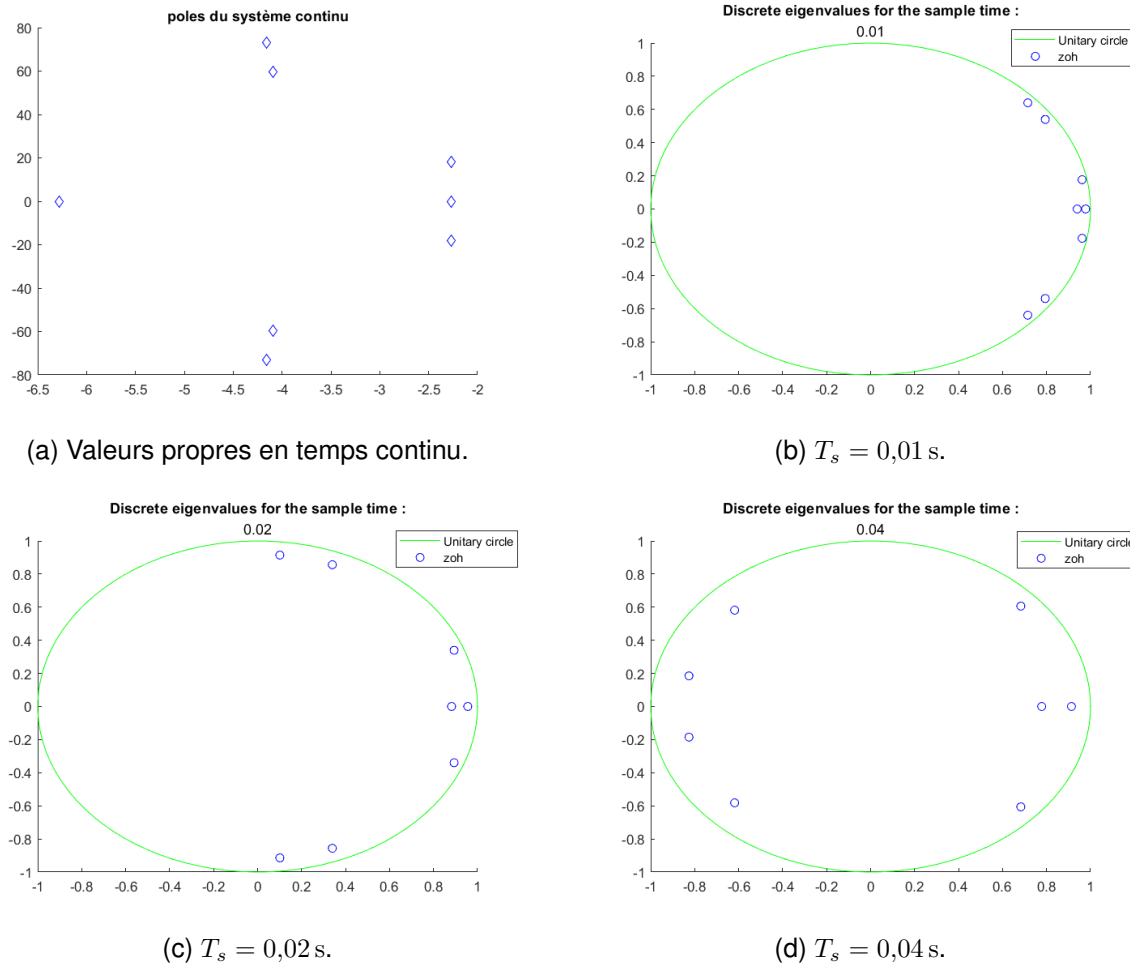 poles du système continu
80
60
40
20
0
-20
-40
-60
-80
-6.5 -6 -5.5 -5 -4.5 -4 -3.5 -3 -2.5 -2
(a) Valeurs propres en temps continu.
Discrete eigenvalues for the sample time :
0.01
Unitary circle
zoh
1
0.8
0.6
0.4
0.2
0
-0.2
-0.4
-0.6
-0.8
-1
-1 -0.8 -0.6 -0.4 -0.2 0 0.2 0.4 0.6 0.8 1
(b) Ts = 0,01 s.
Discrete eigenvalues for the sample time :
0.02
Unitary circle
zoh
1
0.8
0.6
0.4
0.2
0
-0.2
-0.4
-0.6
-0.8
-1
-1 -0.8 -0.6 -0.4 -0.2 0 0.2 0.4 0.6 0.8 1
(c) Ts = 0,02 s.
Discrete eigenvalues for the sample time :
0.04
Unitary circle
zoh
1
0.8
0.6
0.4
0.2
0
-0.2
-0.4
-0.6
-0.8
-1
-1 -0.8 -0.6 -0.4 -0.2 0 0.2 0.4 0.6 0.8 1
(d) Ts = 0,04 s.